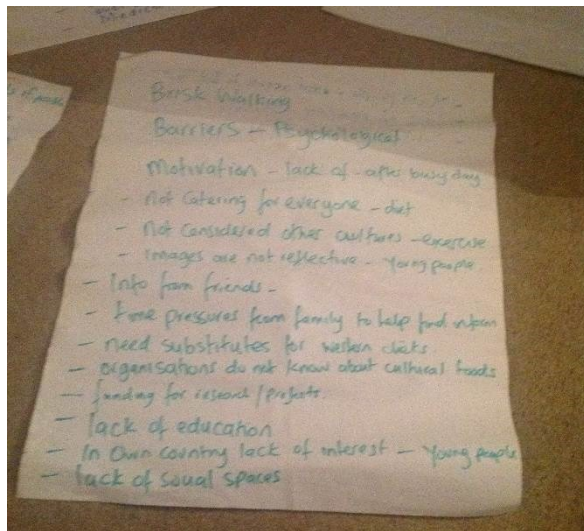 Brisk Walking
Barriers - Psychological
Motivation - lack of - after busy day
- Not Catering for everyone - diet
- Not Considered other cultures - exercise
- Images are not reflective - Young people
- Info from friends -
- time pressures from family to help find inform
- need substitutes for western diets
- organisations do not know about cultural foods
- funding for research / projects
- lack of education
- In Own country lack of interest - Young people
- lack of social spaces